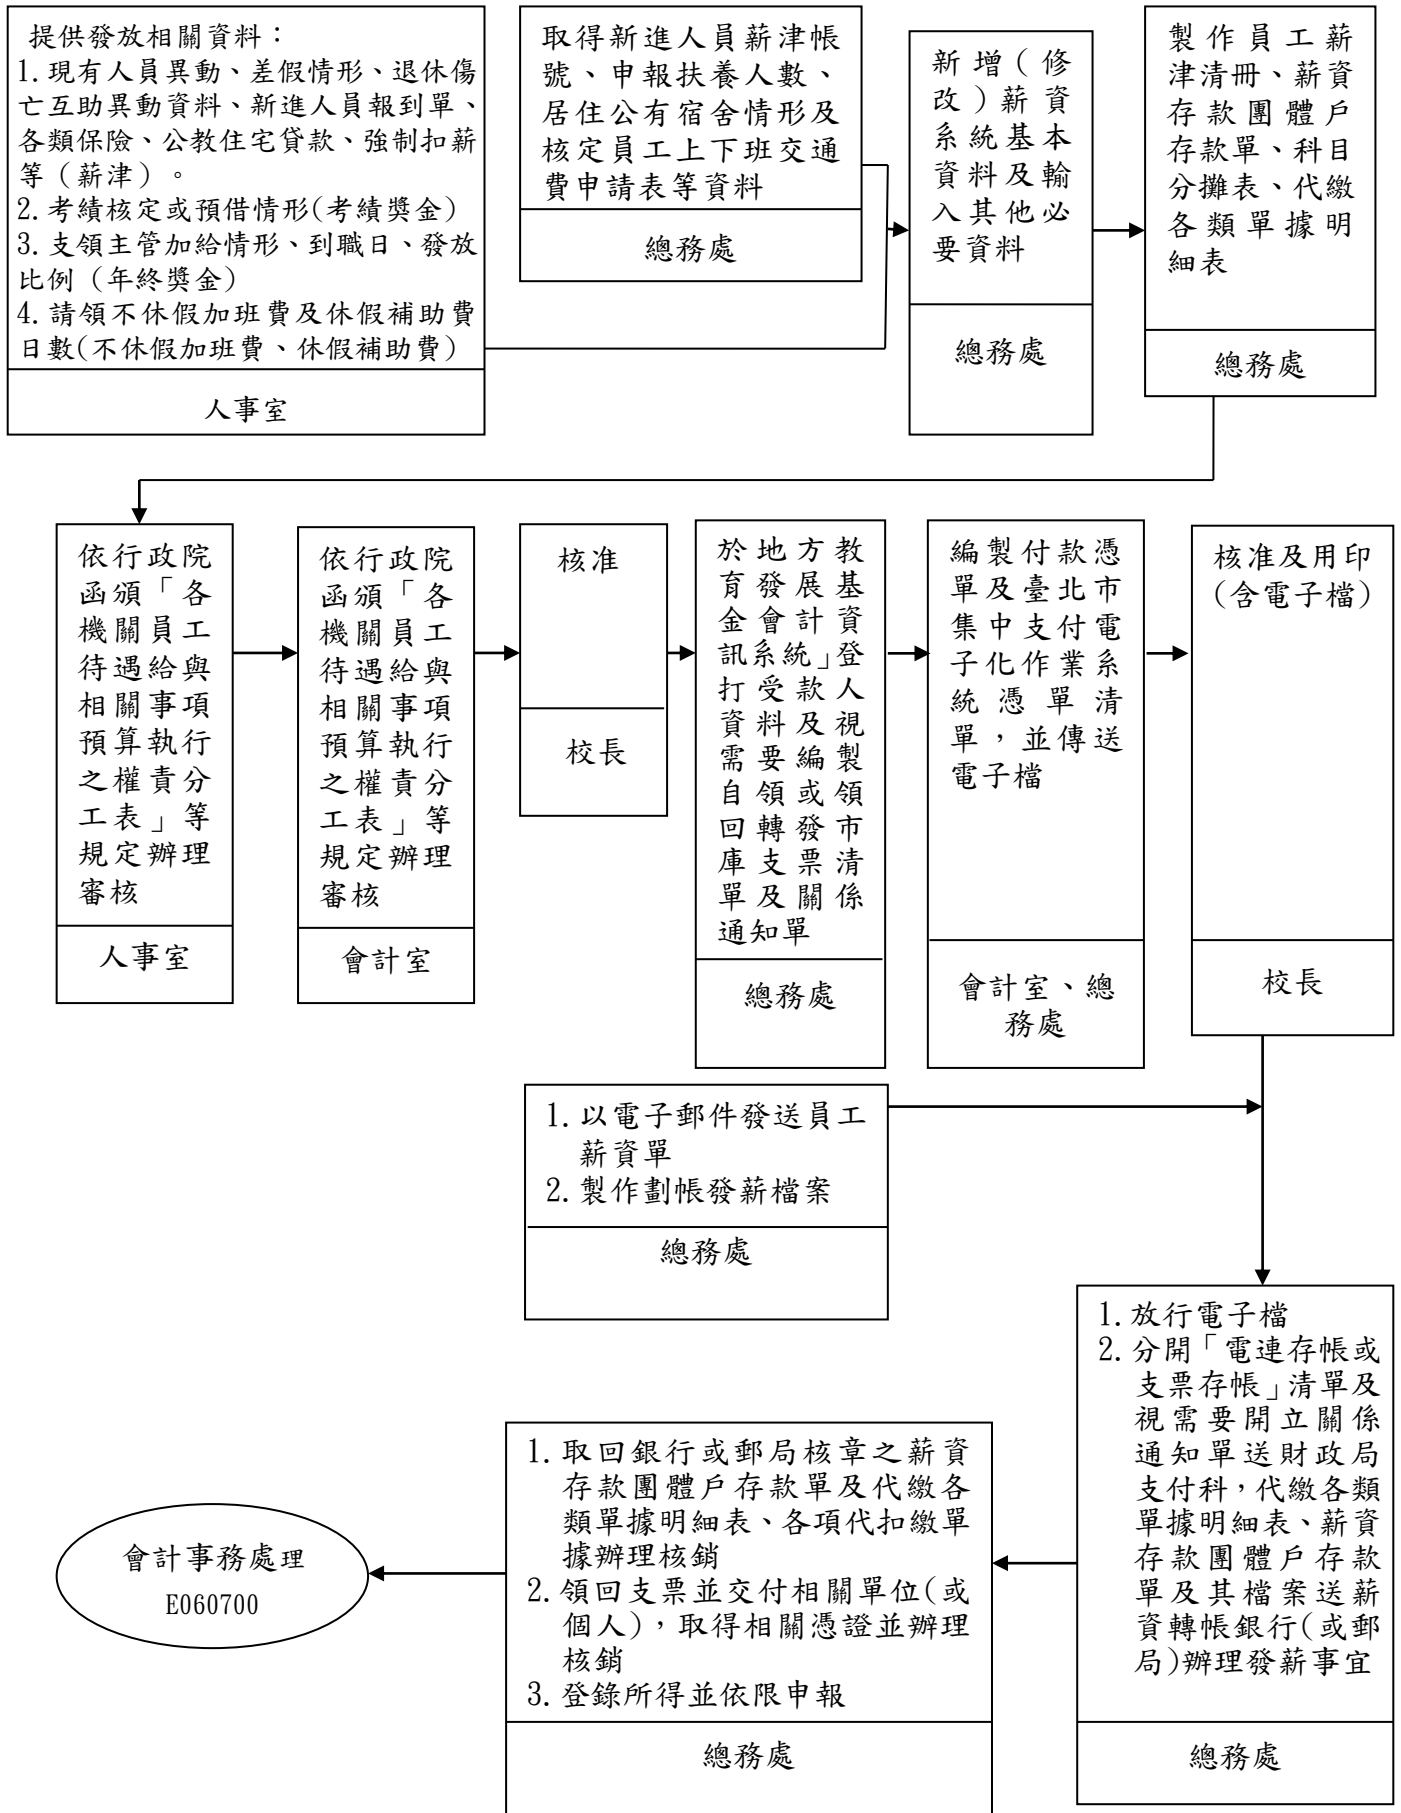 提供發放相關資料：
1.現有人員異動、差假情形、退休傷
亡互助異動資料、新進人員報到單、
各類保險、公教住宅貸款、強制扣薪
等（薪津）。
2.考績核定或預借情形(考績獎金)
3.支領主管加給情形、到職日、發放
比例（年終獎金）
4.請領不休假加班費及休假補助費
日數(不休假加班費、休假補助費)
人事室
取得新進人員薪津帳
號、申報扶養人數、
居住公有宿舍情形及
核定員工上下班交通
費申請表等資料
總務處
新增（修
改）薪資
系統基本
資料及輸
入其他必
要資料
總務處
製作員工薪
津清冊、薪資
存款團體戶
存款單、科目
分攤表、代繳
各類單據明
細表
總務處
依行政院
函頒「各
機關員工
待遇給與
相關事項
預算執行
之權責分
工表」等
規定辦理
審核
人事室
依行政院
函頒「各
機關員工
待遇給與
相關事項
預算執行
之權責分
工表」等
規定辦理
審核
會計室
核准
校長
於地方教
育發展基
金會計資
訊系統」登
打受款人
資料及視
需要編製
自領或領
回轉發市
庫支票清
單及關係
通知單
總務處
編製付款憑
單及臺北市
集中支付電
子化作業系
統憑單清
單，並傳送
電子檔
會計室、總
務處
核准及用印
(含電子檔)
校長
1.以電子郵件發送員工
薪資單
2.製作劃帳發薪檔案
總務處
1.放行電子檔
2.分開「電連存帳或
支票存帳」清單及
視需要開立關係
通知單送財政局
支付科，代繳各類
單據明細表、薪資
存款團體戶存款
單及其檔案送薪
資轉帳銀行(或郵
局)辦理發薪事宜
總務處
1.取回銀行或郵局核章之薪資
存款團體戶存款單及代繳各
類單據明細表、各項代扣繳單
據辦理核銷
2.領回支票並交付相關單位(或
個人)，取得相關憑證並辦理
核銷
3.登錄所得並依限申報
總務處
會計事務處理
E060700